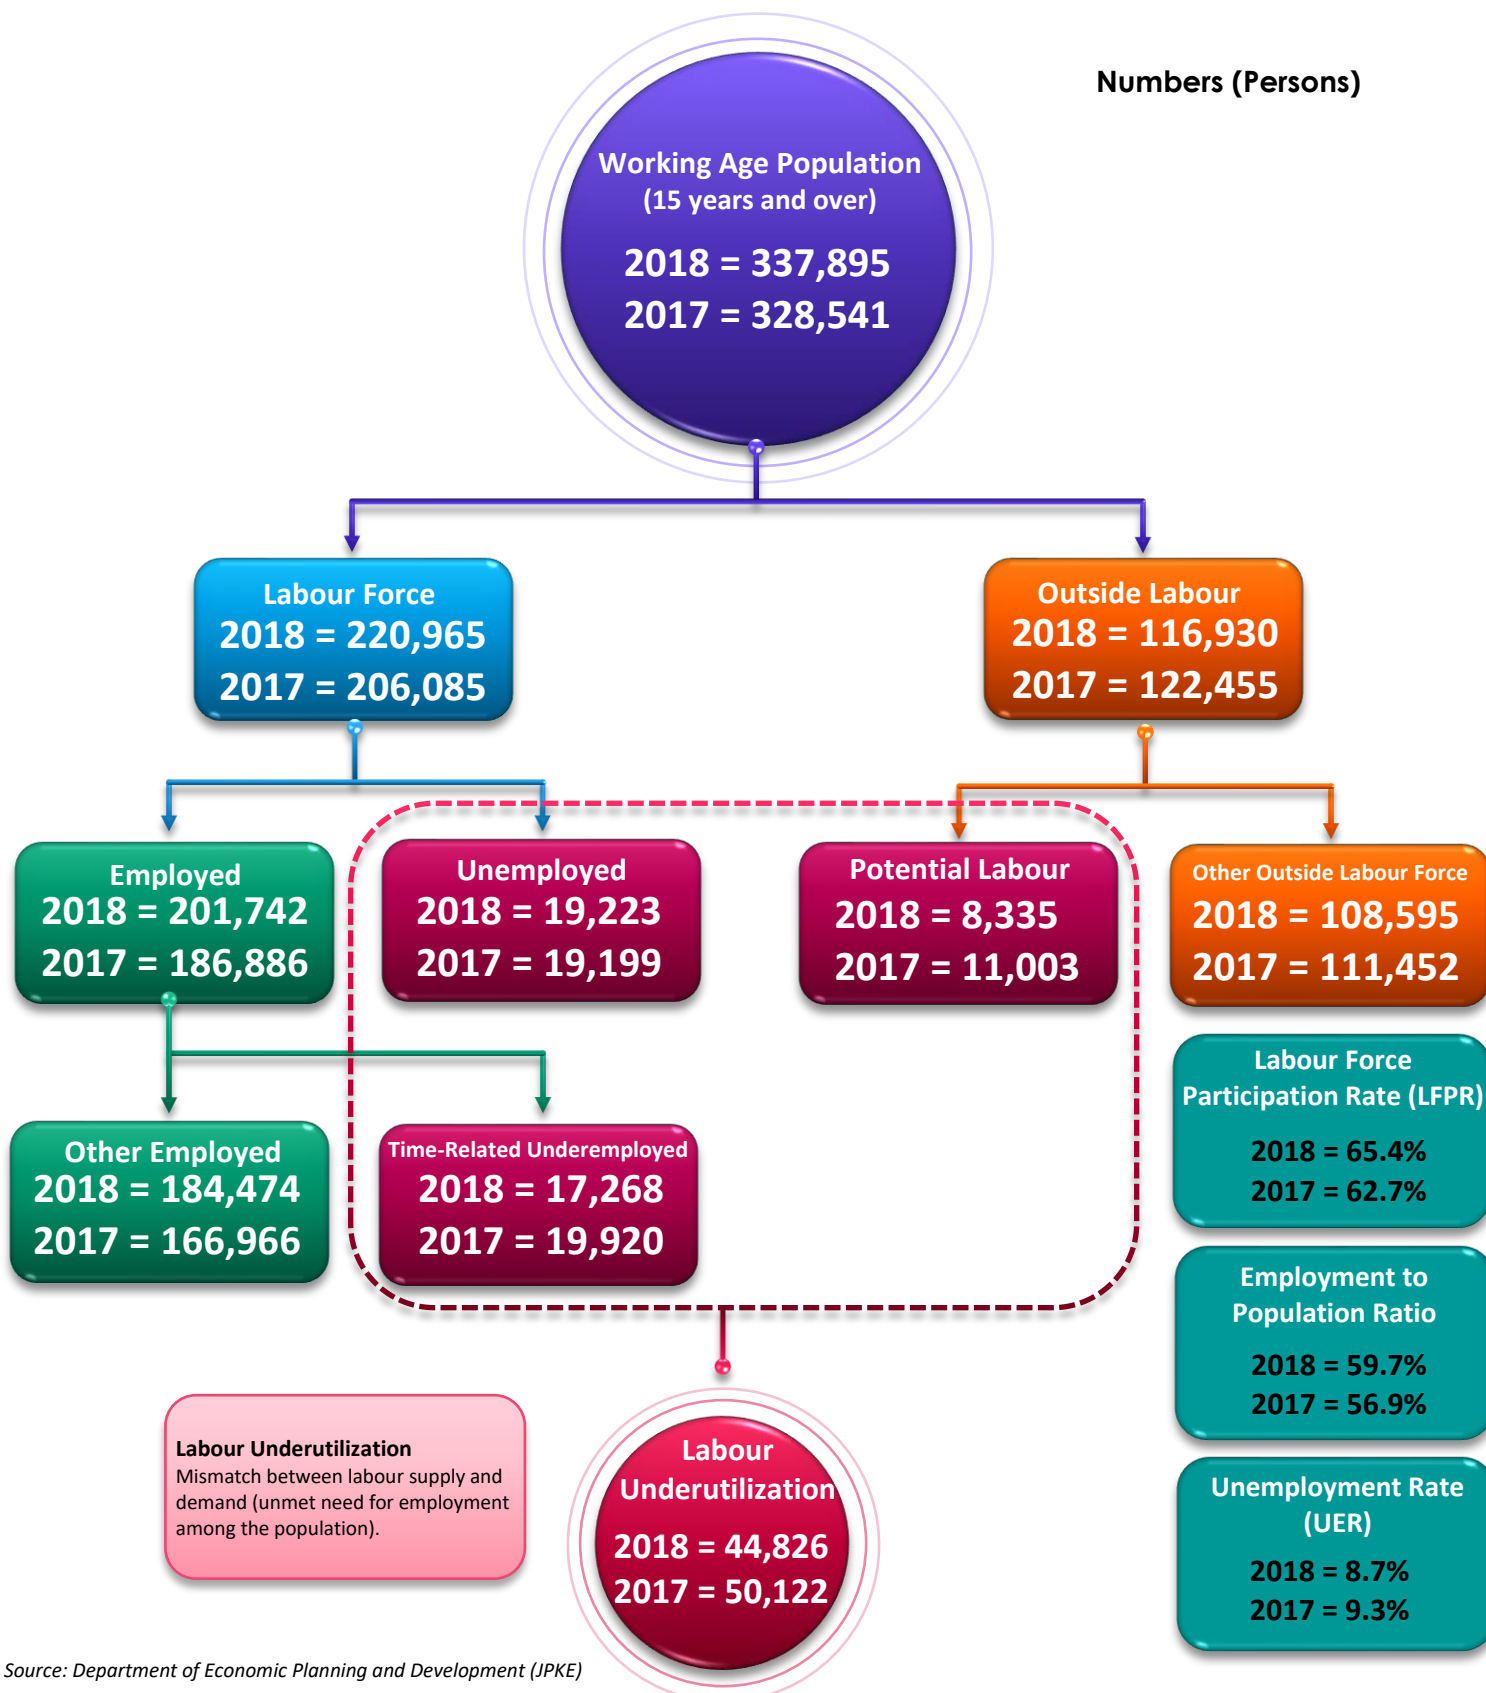 Numbers (Persons)
Working Age Population
(15 years and over)
2018 = 337,895
2017 = 328,541
Labour Force
2018 = 220,965
2017 = 206,085
Outside Labour
2018 = 116,930
2017 = 122,455
Employed
2018 = 201,742
2017 = 186,886
Unemployed
2018 = 19,223
2017 = 19,199
Potential Labour
2018 = 8,335
2017 = 11,003
Other Outside Labour Force
2018 = 108,595
2017 = 111,452
Other Employed
2018 = 184,474
2017 = 166,966
Time-Related Underemployed
2018 = 17,268
2017 = 19,920
Labour Force
Participation Rate (LFPR)
2018 = 65.4%
2017 = 62.7%
Employment to
Population Ratio
2018 = 59.7%
2017 = 56.9%
Labour Underutilization
Mismatch between labour supply and
demand (unmet need for employment
among the population).
Labour
Underutilization
2018 = 44,826
2017 = 50,122
Unemployment Rate
(UER)
2018 = 8.7%
2017 = 9.3%
Source: Department of Economic Planning and Development (JPKE)